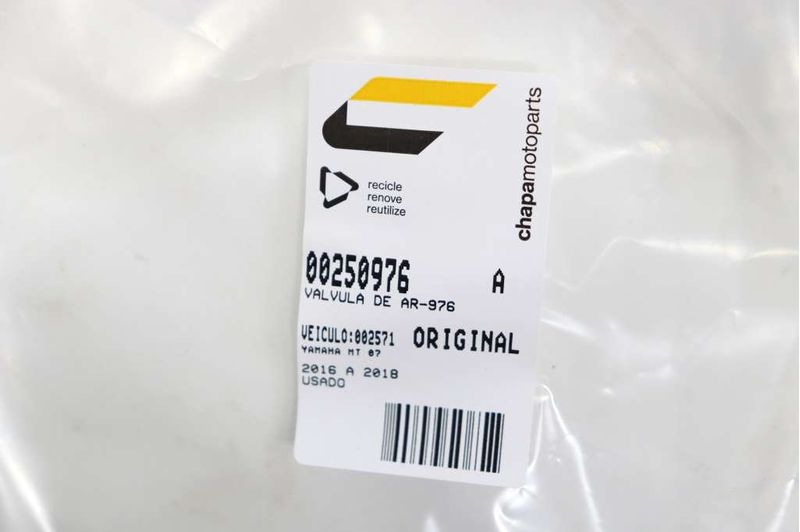 chapamotoparts
recicle
renove
reutilize
00250976 A
VALVULA DE AR-976
VEICULO:002571 ORIGINAL
YAMAHA MT 07
2016 A 2018
USADO